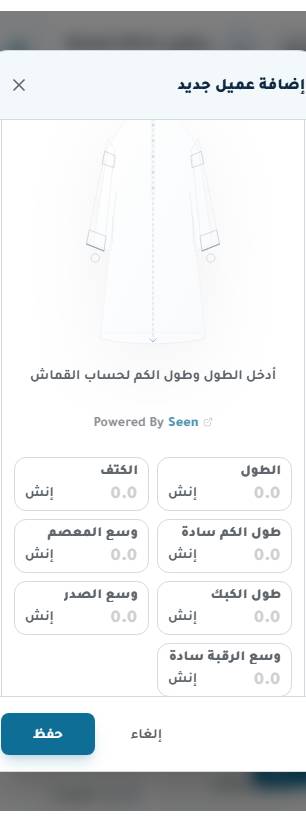 إضافة عميل جديد
أدخل الطول وطول الكم لحساب القماش
Powered By Seen
الطول
0.0 إنش
الكتف
0.0 إنش
طول الكم سادة
0.0 إنش
وسع المعصم
0.0 إنش
طول الكبك
0.0 إنش
وسع الصدر
0.0 إنش
وسع الرقبة سادة
0.0 إنش
إلغاء
حفظ